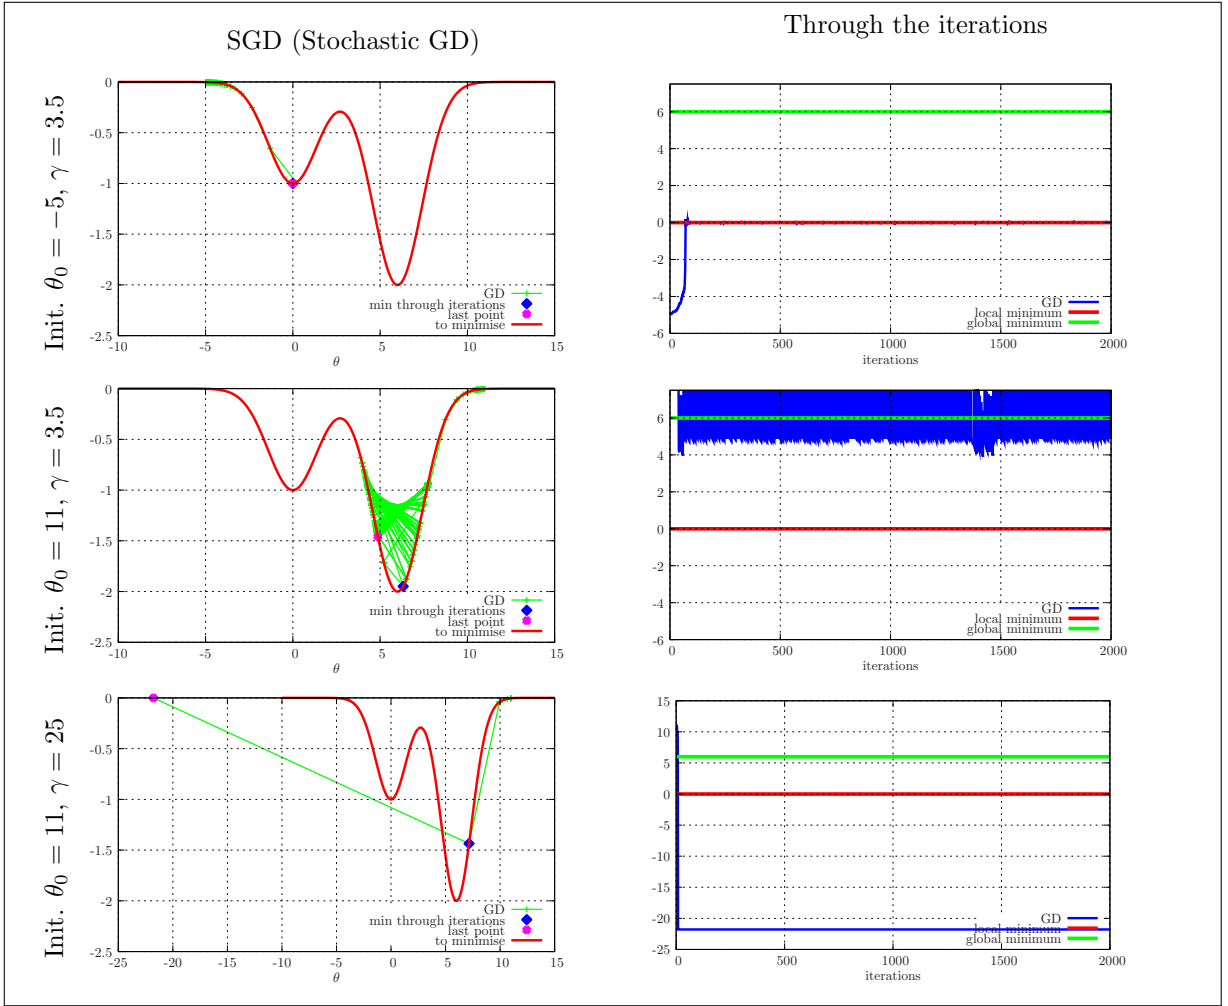 SGD (Stochastic GD)
Through the iterations
Init. θ0 = −5, γ = 3.5
0
-0.5
-1
-1.5
-2
-2.5
-10 -5 0 5 10 15
θ
GD
min through iterations
last point
to minimise
6
4
2
0
-2
-4
-6
0 500 1000 1500 2000
iterations
GD
local minimum
global minimum
Init. θ0 = 11, γ = 3.5
0
-0.5
-1
-1.5
-2
-2.5
-10 -5 0 5 10 15
θ
GD
min through iterations
last point
to minimise
6
4
2
0
-2
-4
-6
0 500 1000 1500 2000
iterations
GD
local minimum
global minimum
Init. θ0 = 11, γ = 25
0
-0.5
-1
-1.5
-2
-2.5
-25 -20 -15 -10 -5 0 5 10 15
θ
GD
min through iterations
last point
to minimise
15
10
5
0
-5
-10
-15
-20
-25
0 500 1000 1500 2000
iterations
GD
local minimum
global minimum